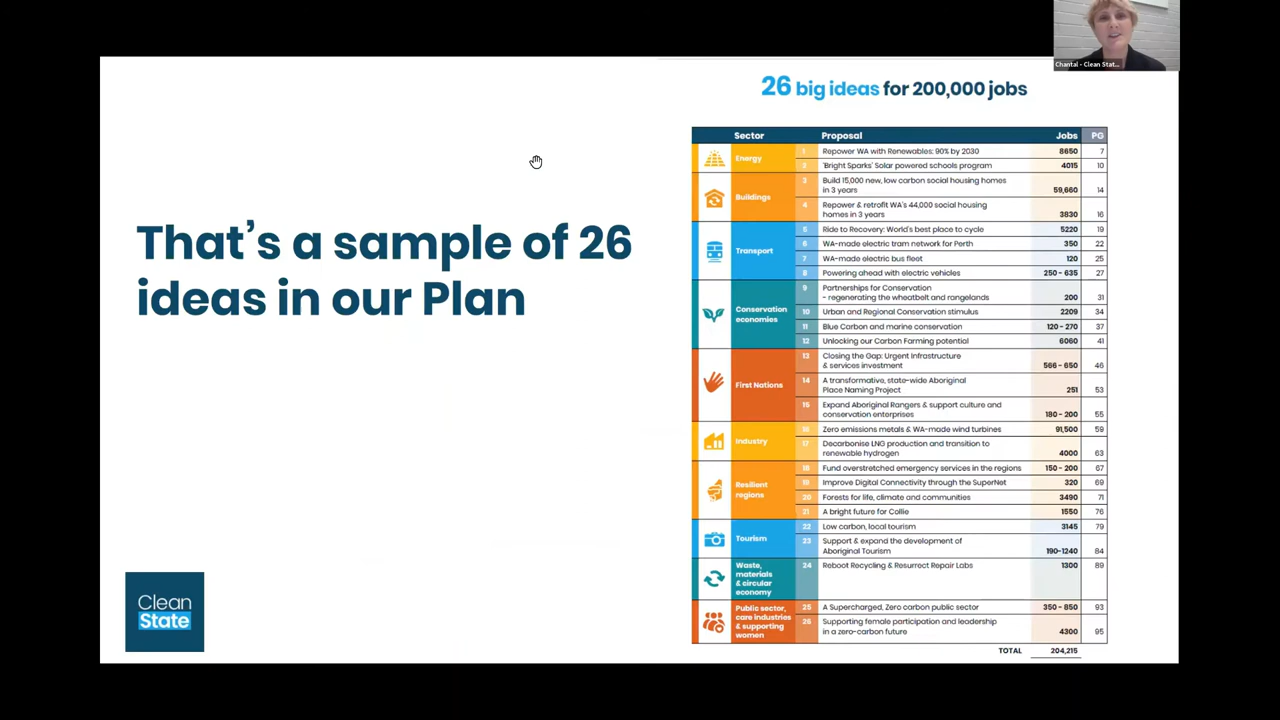 Chantal - Clean Stat...
26 big ideas for 200,000 jobs
Sector Proposal Jobs PG
Energy
1 Repower WA with Renewables: 90% by 2030 8650 7
2 'Bright Sparks' Solar powered schools program 4015 10
Buildings
3 Build 15,000 new, low carbon social housing homes
in 3 years 59,660 14
4 Repower & retrofit WA's 44,000 social housing
homes in 3 years 3830 16
Transport
5 Ride to Recovery: World's best place to cycle 5220 19
6 WA-made electric tram network for Perth 350 22
7 WA-made electric bus fleet 120 25
8 Powering ahead with electric vehicles 250 - 635 27
Conservation
economies
9 Partnerships for Conservation
- regenerating the wheatbelt and rangelands 200 31
10 Urban and Regional Conservation stimulus 2209 34
11 Blue Carbon and marine conservation 120 - 270 37
12 Unlocking our Carbon Farming potential 6060 41
First Nations
13 Closing the Gap: Urgent Infrastructure
& services investment 566 - 650 46
14 A transformative, state-wide Aboriginal
Place Naming Project 251 53
15 Expand Aboriginal Rangers & support culture and
conservation enterprises 180 - 200 55
Industry
16 Zero emissions metals & WA-made wind turbines 91,500 59
17 Decarbonise LNG production and transition to
renewable hydrogen 4000 63
Resilient
regions
18 Fund overstretched emergency services in the regions 150 - 200 67
19 Improve Digital Connectivity through the SuperNet 320 69
20 Forests for life, climate and communities 3490 71
21 A bright future for Collie 1550 76
Tourism
22 Low carbon, local tourism 3145 79
23 Support & expand the development of
Aboriginal Tourism 190-1240 84
Waste,
materials
& circular
economy
24 Reboot Recycling & Resurrect Repair Labs 1300 89
Public sector,
care industries
& supporting
women
25 A Supercharged, Zero carbon public sector 350 - 850 93
26 Supporting female participation and leadership
in a zero-carbon future 4300 95
TOTAL 204,215
That's a sample of 26
ideas in our Plan
Clean
State